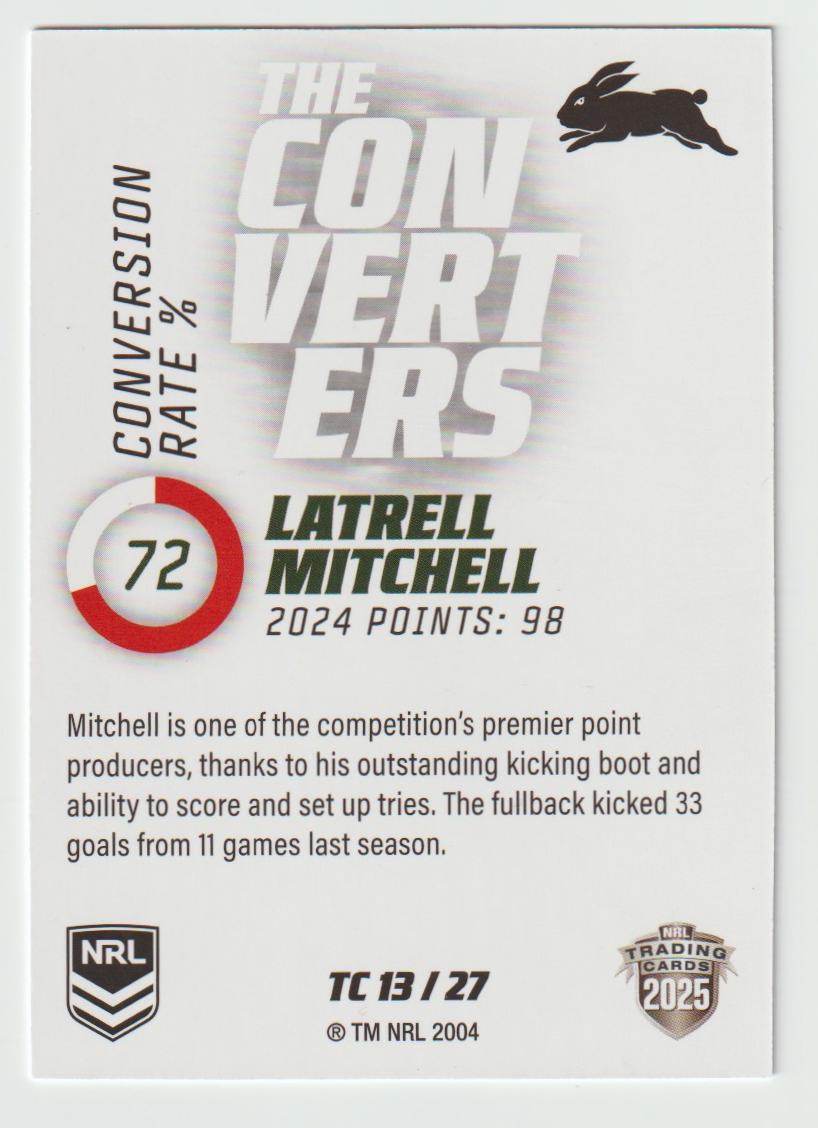 THE
CON
VERT
ERS
CONVERSION
RATE %
72
LATRELL
MITCHELL
2024 POINTS: 98
Mitchell is one of the competition's premier point
producers, thanks to his outstanding kicking boot and
ability to score and set up tries. The fullback kicked 33
goals from 11 games last season.
NRL
TC 13 / 27
® TM NRL 2004
NRL
TRADING
CARDS
2025